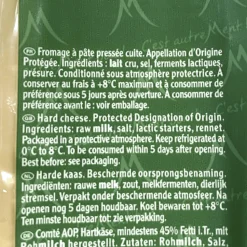 C'est autreMent
FR Fromage à pâte pressée cuite. Appellation d'Origine
Protégée. Ingrédients : lait cru, sel, ferments lactiques,
présure. Conditionné sous atmosphère protectrice. À
conserver au frais à +8°C maximum et à consommer
de préférence sous 5 jours après ouverture. À consommer de
préférence avant le : voir emballage.
Hard cheese. Protected Designation of Origin.
Ingredients: raw milk, salt, lactic starters, rennet.
Packaged in a protective atmosphere. Keep refrigerated at
0°C to 8°C. To be consumed within 5 days after opening.
Best before: see packaging.
Harde kaas. Beschermde oorsprongsbenaming.
Ingrediënten: rauwe melk, zout, melkfermenten, dierlijk
stremsel. Verpakt onder beschermende atmosfeer. Na
openen nog 5 dagen houdbaar. Koel bewaren tot +8°C.
Ten minste houdbaar tot: zie verpakking.
Comté AOP, Hartkäse, mindestens 45% Fett i.Tr., mit
Rohmilch hergestellt. Zutaten: Rohmilch, Salz,